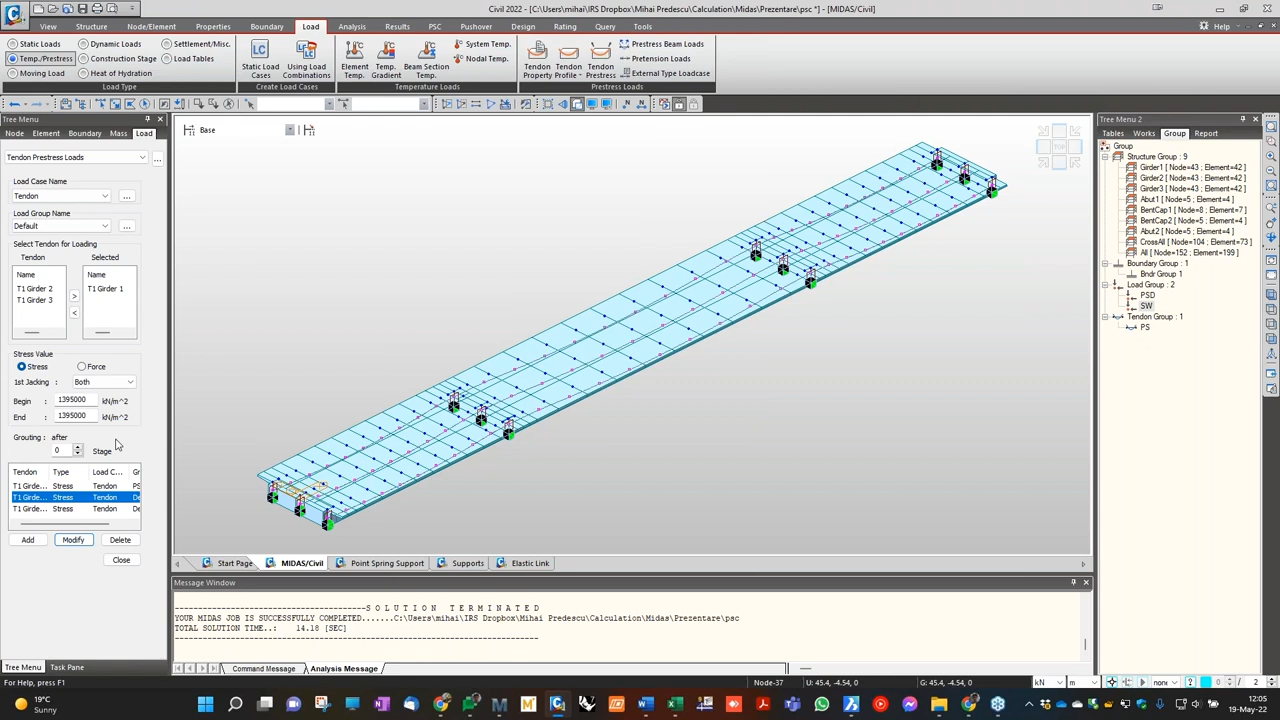 Civil 2022 - [C:\Users\mihai\IRS Dropbox\Mihai Predescu\Calculation\Midas\Prezentare\psc *] - [MIDAS/Civil]
View Structure Node/Element Properties Boundary Load Analysis Results PSC Pushover Design Rating Query Tools Help
Static Loads Dynamic Loads Settlement/Misc.
Temp./Prestress Construction Stage Load Tables
Moving Load Heat of Hydration
Load Type
Static Load Cases
Using Load Combinations
Create Load Cases
Element Temp.
Temp. Gradient
Beam Section Temp.
System Temp.
Nodal Temp.
Temperature Loads
Tendon Property
Tendon Profile
Tendon Prestress
Prestress Beam Loads
Pretension Loads
External Type Loadcase
Prestress Loads
Tree Menu
Node Element Boundary Mass Load
Tendon Prestress Loads
...
Load Case Name
Tendon ...
Load Group Name
Default ...
Select Tendon for Loading
Tendon Selected
Name Name
T1 Girder 2 T1 Girder 1
T1 Girder 3
>
<
Stress Value
Stress Force
1st Jacking : Both
Begin : 1395000 kN/m^2
End : 1395000 kN/m^2
Grouting : after
0 Stage
Tendon Type Load C...
T1 Girde... Stress Tendon PS
T1 Girde... Stress Tendon De
T1 Girde... Stress Tendon De
Add Modify Delete
Close
Tree Menu Task Pane
Base
TOP
Start Page MIDAS/Civil Point Spring Support Supports Elastic Link
Message Window
S O L U T I O N T E R M I N A T E D
YOUR MIDAS JOB IS SUCCESSFULLY COMPLETED.......C:\Users\mihai\IRS Dropbox\Mihai Predescu\Calculation\Midas\Prezentare\psc
TOTAL SOLUTION TIME..: 14.18 [SEC]
Command Message Analysis Message
Tree Menu 2
Tables Works Group Report
Group
Structure Group : 9
Girder1 [ Node=43 ; Element=42 ]
Girder2 [ Node=43 ; Element=42 ]
Girder3 [ Node=43 ; Element=42 ]
Abut1 [ Node=5 ; Element=4 ]
BentCap1 [ Node=8 ; Element=7 ]
BentCap2 [ Node=5 ; Element=4 ]
Abut2 [ Node=5 ; Element=4 ]
CrossAll [ Node=104 ; Element=73 ]
All [ Node=152 ; Element=199 ]
Boundary Group : 1
Bndr Group 1
Load Group : 2
PSD
SW
Tendon Group : 1
PS
For Help, press F1
Node-37 U: 45.4, -4.54, 0 G: 45.4, -4.54, 0 kN m none ? 0 / 2
19°C
Sunny
12:05
19-May-22